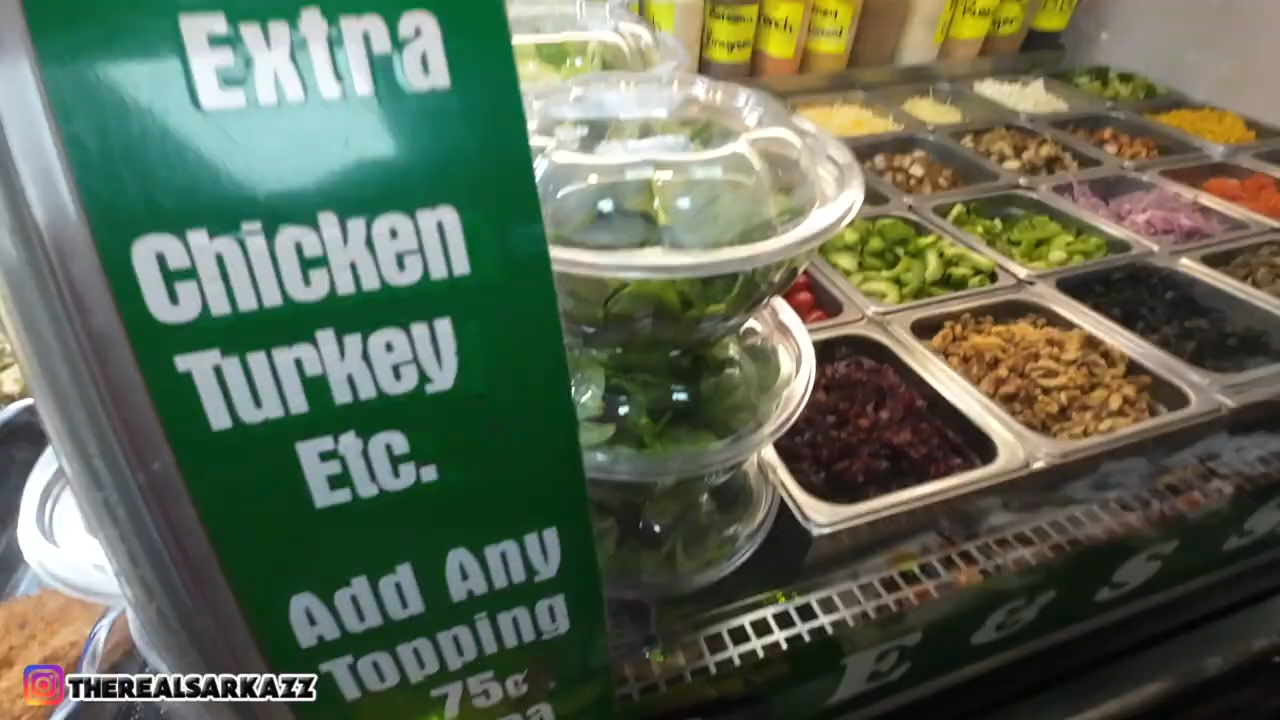 Extra
Chicken
Turkey
Etc.
Add Any
Topping
75¢
E & S S
THEREALSARKAZZ